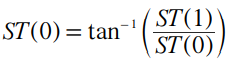 ST(0) = tan⁻¹ (ST(1)/ST(0))